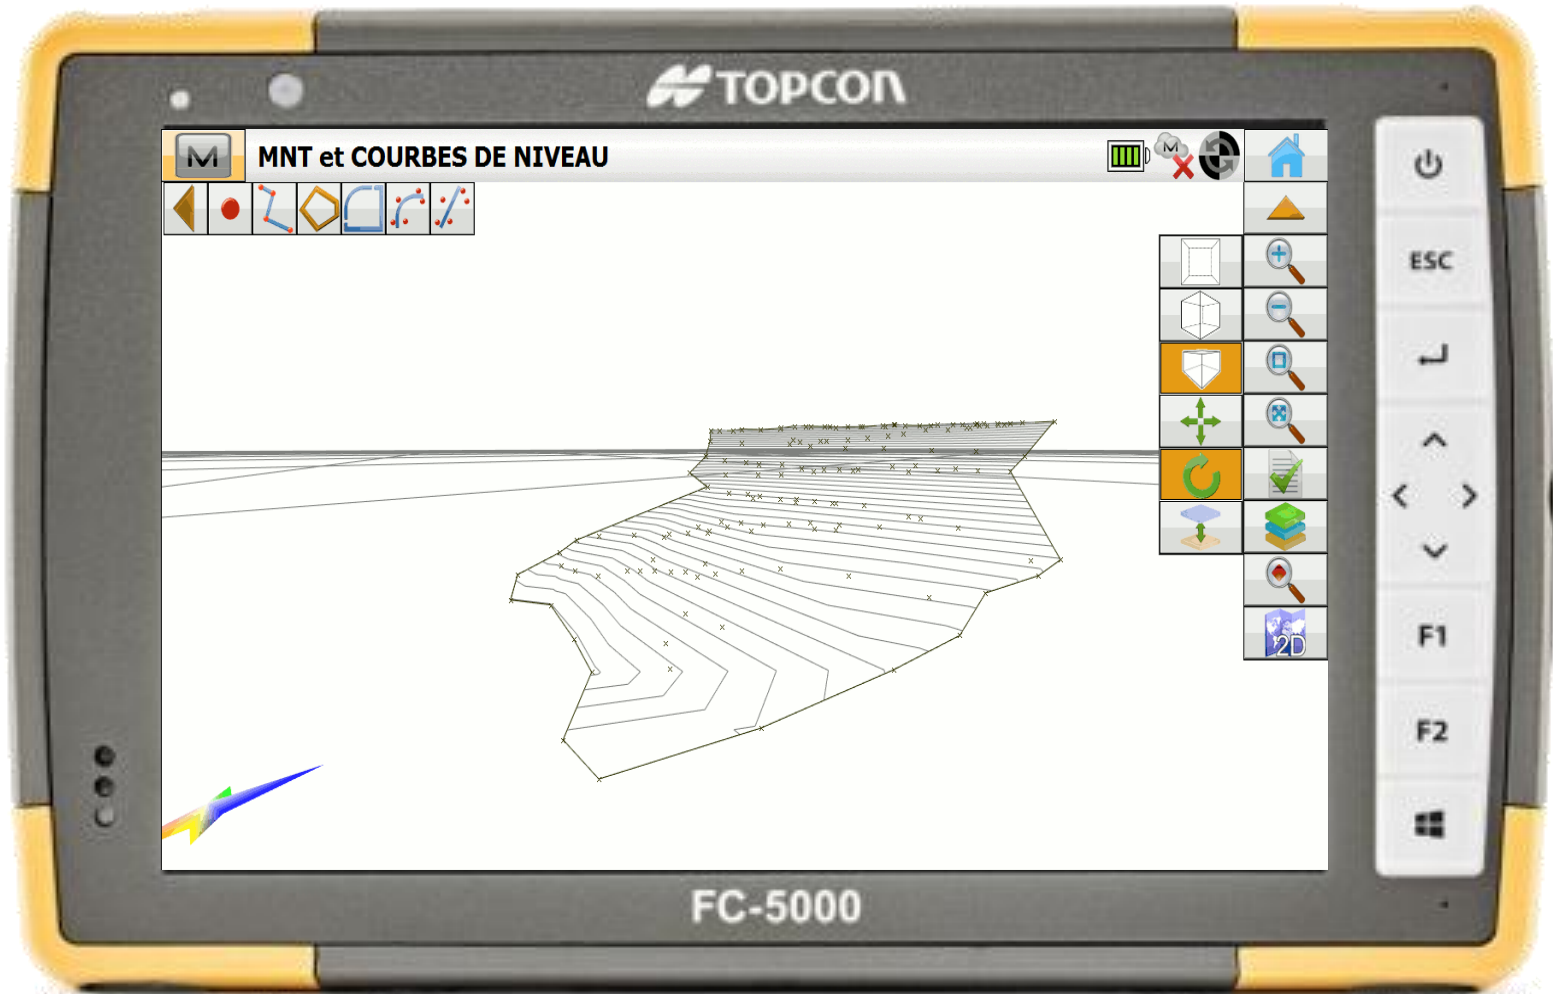 TOPCON
M MNT et COURBES DE NIVEAU M
ESC
2D
F1
F2
FC-5000